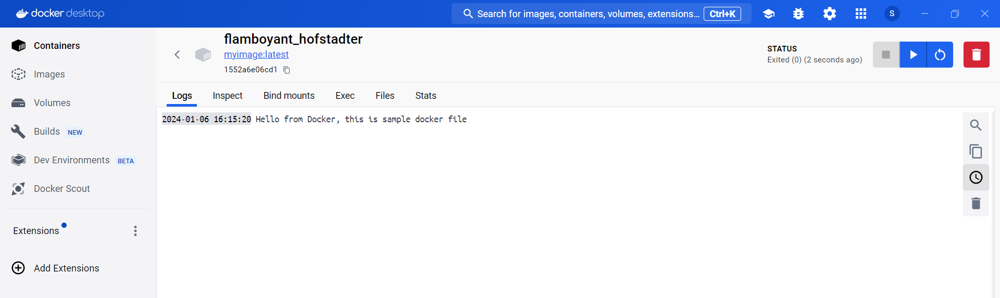 docker desktop
Search for images, containers, volumes, extensions... Ctrl+K
S
Containers
Images
Volumes
Builds NEW
Dev Environments BETA
Docker Scout
Extensions
Add Extensions
flamboyant_hofstadter
myimage:latest
1552a6e06cd1
STATUS
Exited (0) (2 seconds ago)
Logs Inspect Bind mounts Exec Files Stats
2024-01-06 16:15:20 Hello from Docker, this is sample docker file